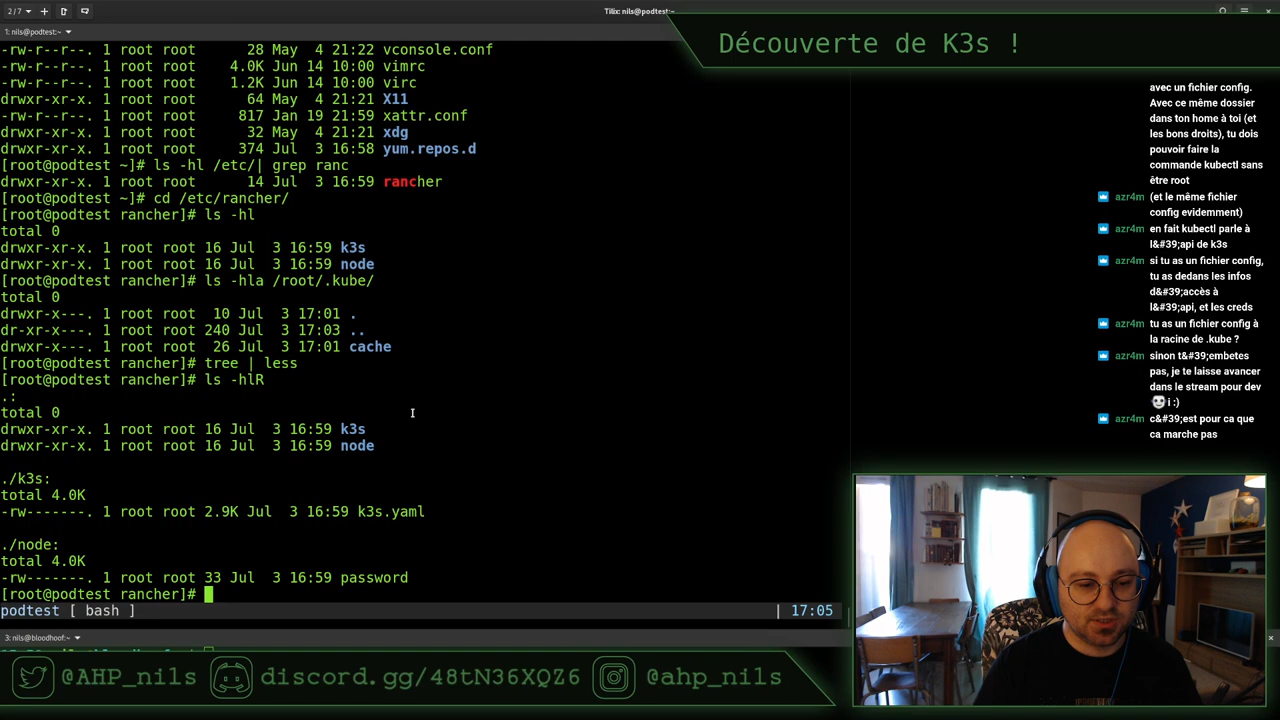 2/7
Tilix: nils@podtest:~
1: nils@podtest:~
Découverte de K3s !
-rw-r--r--. 1 root root      28 May  4 21:22 vconsole.conf
-rw-r--r--. 1 root root    4.0K Jun 14 10:00 vimrc
-rw-r--r--. 1 root root    1.2K Jun 14 10:00 virc
drwxr-xr-x. 1 root root      64 May  4 21:21 X11
-rw-r--r--. 1 root root     817 Jan 19 21:59 xattr.conf
drwxr-xr-x. 1 root root      32 May  4 21:21 xdg
drwxr-xr-x. 1 root root     374 Jul  3 16:58 yum.repos.d
[root@podtest ~]# ls -hl /etc/| grep ranc
drwxr-xr-x. 1 root root      14 Jul  3 16:59 rancher
[root@podtest ~]# cd /etc/rancher/
[root@podtest rancher]# ls -hl
total 0
drwxr-xr-x. 1 root root 16 Jul  3 16:59 k3s
drwxr-xr-x. 1 root root 16 Jul  3 16:59 node
[root@podtest rancher]# ls -hla /root/.kube/
total 0
drwxr-x---. 1 root root  10 Jul  3 17:01 .
dr-xr-x---. 1 root root 240 Jul  3 17:03 ..
drwxr-x---. 1 root root  26 Jul  3 17:01 cache
[root@podtest rancher]# tree | less
[root@podtest rancher]# ls -hlR
.:
total 0
drwxr-xr-x. 1 root root 16 Jul  3 16:59 k3s
drwxr-xr-x. 1 root root 16 Jul  3 16:59 node
./k3s:
total 4.0K
-rw-------. 1 root root 2.9K Jul  3 16:59 k3s.yaml
./node:
total 4.0K
-rw-------. 1 root root 33 Jul  3 16:59 password
[root@podtest rancher]#
podtest [ bash ] | 17:05
3: nils@bloodhoof:~
avec un fichier config.
Avec ce même dossier
dans ton home à toi (et
les bons droits), tu dois
pouvoir faire la
commande kubectl sans
être root
azr4m (et le même fichier
config evidemment)
azr4m en fait kubectl parle à
l&#39;api de k3s
azr4m si tu as un fichier config,
tu as dedans les infos
d&#39;accès à
l&#39;api, et les creds
azr4m tu as un fichier config à
la racine de .kube ?
azr4m sinon t&#39;embetes
pas, je te laisse avancer
dans le stream pour dev
i :)
azr4m c&#39;est pour ca que
ca marche pas
@AHP_nils discord.gg/48tN36XQZ6 @ahp_nils